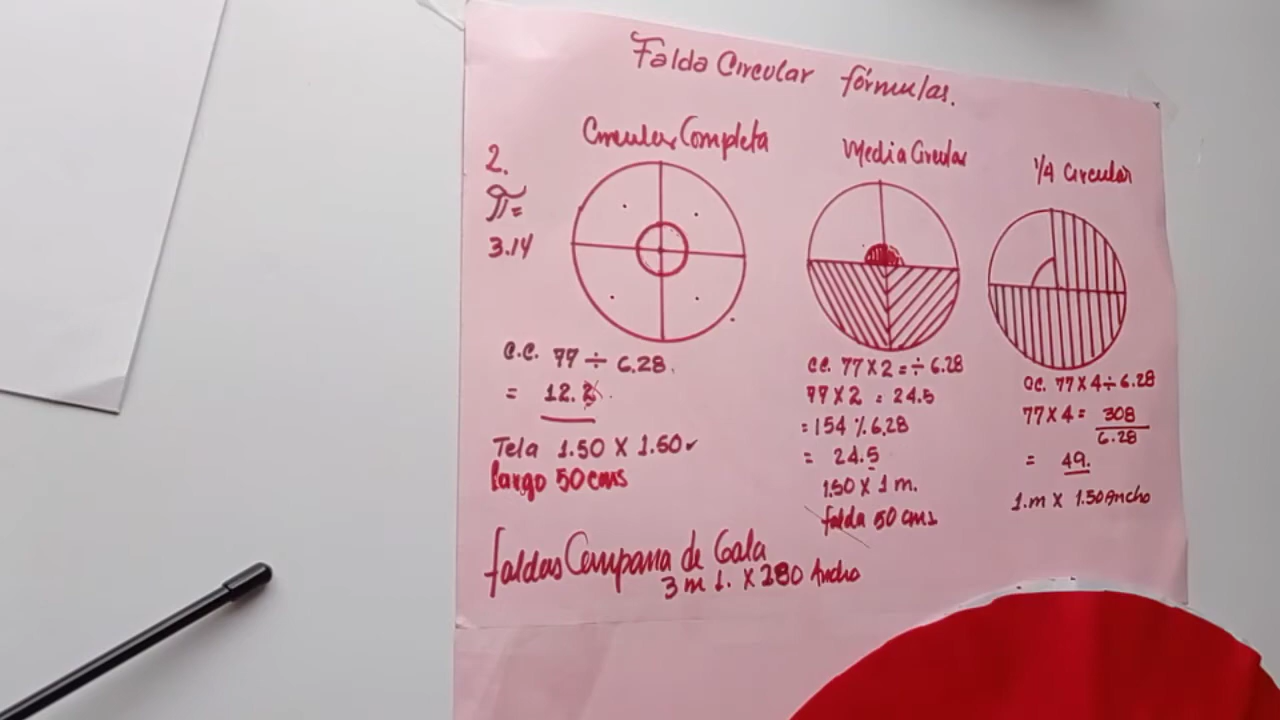 Falda Circular fórmulas.
Circular Completa
2.
π=
3.14
C.C. 77 ÷ 6.28.
= 12.2
Tela 1.50 X 1.50
largo 50 cms
Media Circular
CC. 77 X 2 = ÷ 6.28
77 X 2 = 24.5
= 154 % 6.28
= 24.5
1.50 X 1 m.
falda 50 cms
1/4 Circular
CC. 77 X 4 ÷ 6.28
77 X 4 = 308
6.28
= 49.
1.m X 1.50 Ancho
faldas Campana de Gala
3 m l. X 280 Ancho